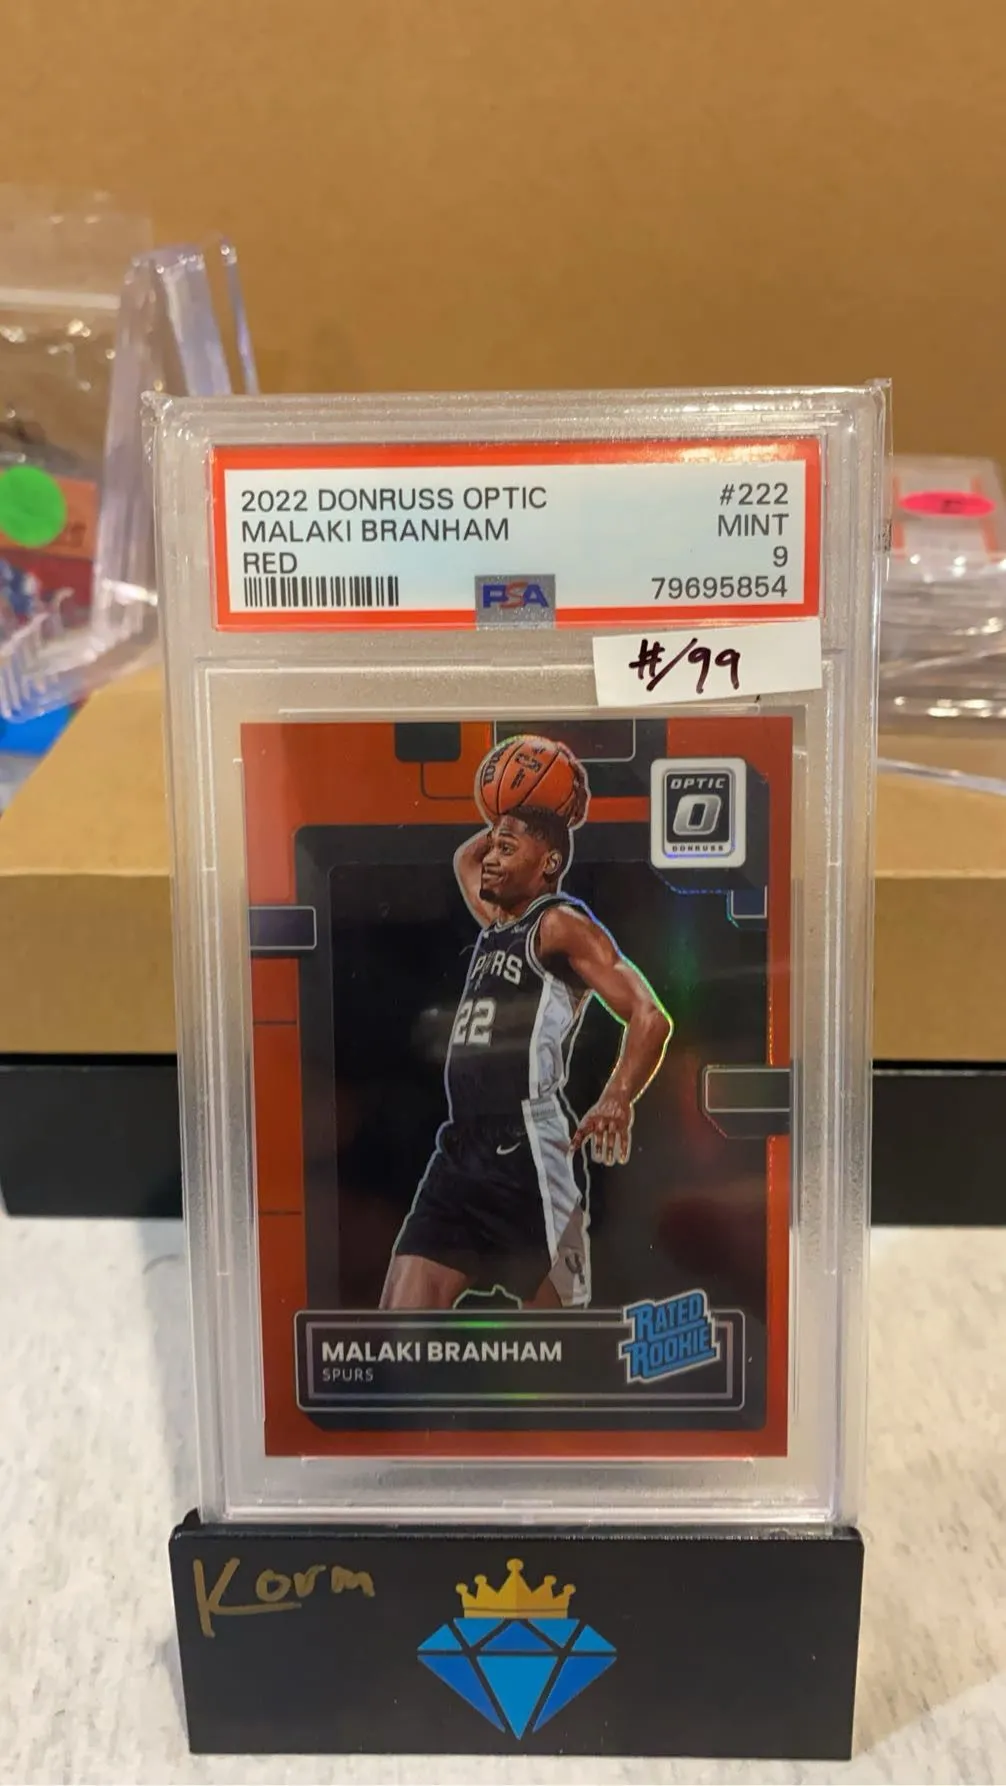 2022 DONRUSS OPTIC #222
MALAKI BRANHAM MINT
RED 9
PSA 79695854
#/99
OPTIC
O
DONRUSS
22
MALAKI BRANHAM
SPURS
RATED
ROOKIE
Korm